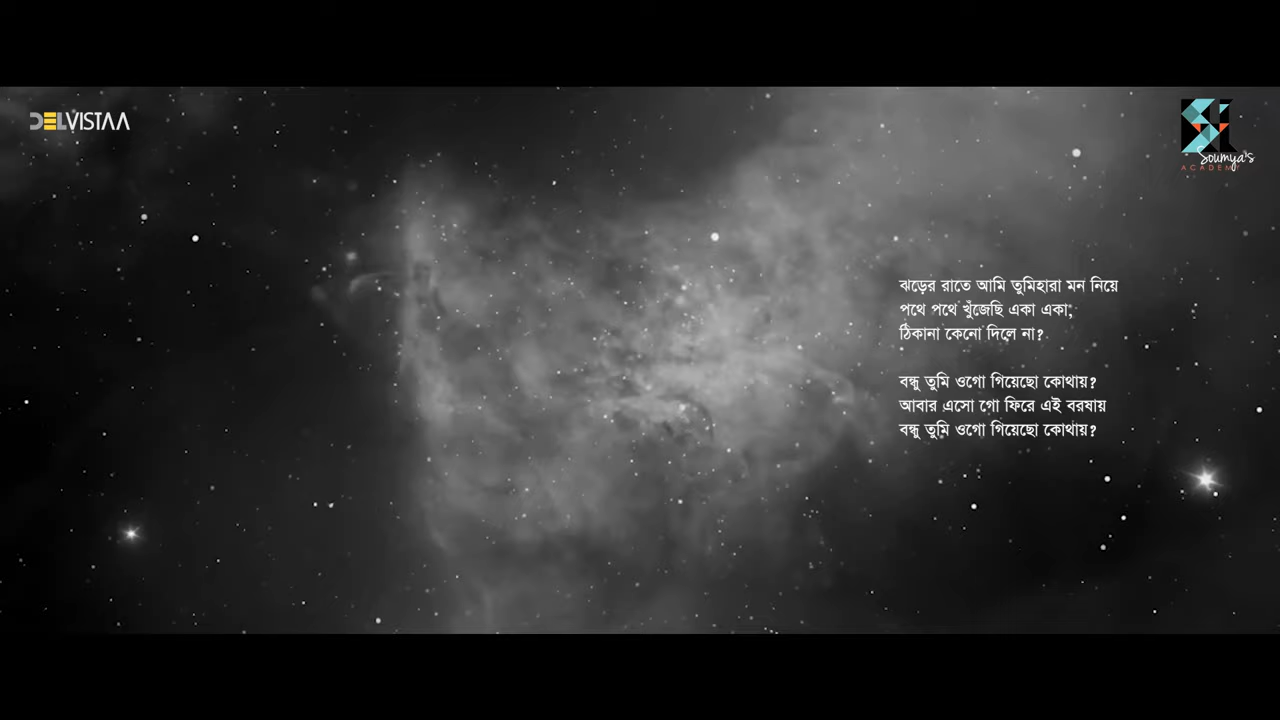 DELVISTAA
Soumya's
ACADEMY
ঝড়ের রাতে আমি তুমিহারা মন নিয়ে
পথে পথে খুঁজেছি একা একা,
ঠিকানা কেনো দিলে না?
বন্ধু তুমি ওগো গিয়েছো কোথায়?
আবার এসো গো ফিরে এই বরষায়
বন্ধু তুমি ওগো গিয়েছো কোথায়?